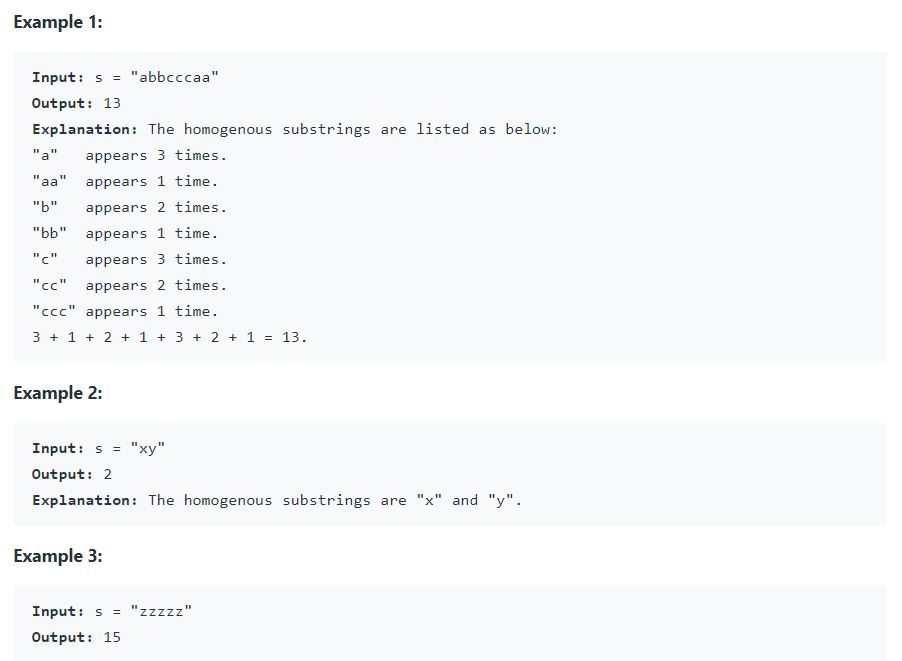 Example 1:
Input: s = "abbcccaa"
Output: 13
Explanation: The homogenous substrings are listed as below:
"a"   appears 3 times.
"aa"  appears 1 time.
"b"   appears 2 times.
"bb"  appears 1 time.
"c"   appears 3 times.
"cc"  appears 2 times.
"ccc" appears 1 time.
3 + 1 + 2 + 1 + 3 + 2 + 1 = 13.
Example 2:
Input: s = "xy"
Output: 2
Explanation: The homogenous substrings are "x" and "y".
Example 3:
Input: s = "zzzzz"
Output: 15